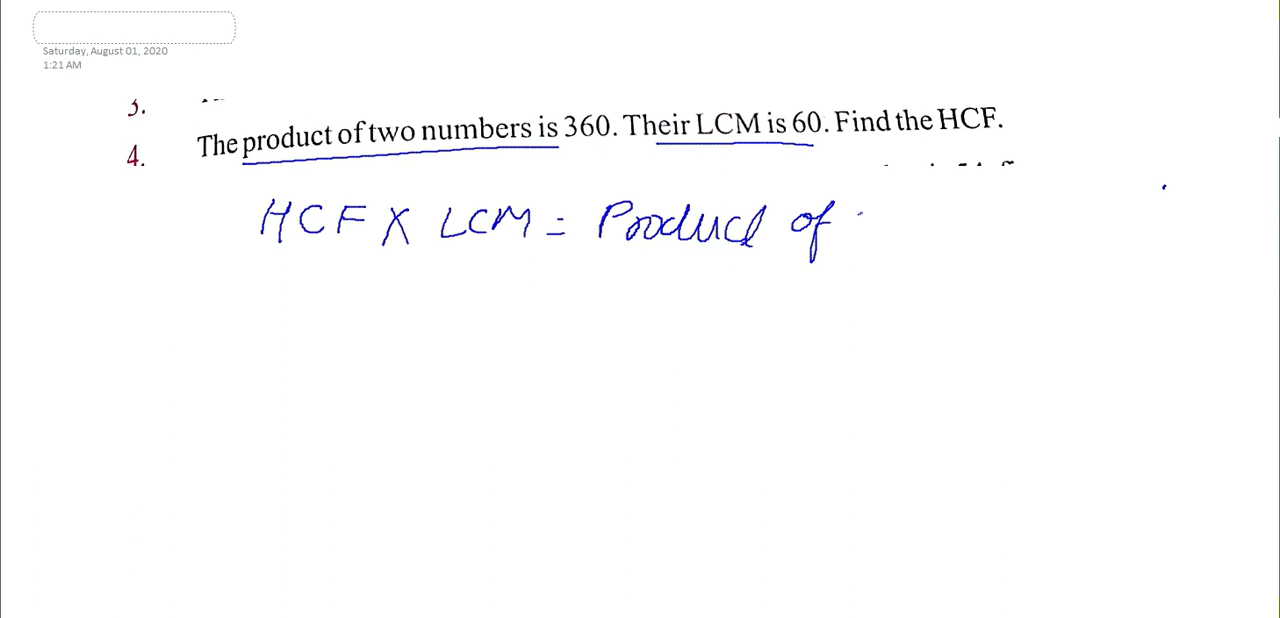 Saturday, August 01, 2020
1:21 AM
3.
4. The product of two numbers is 360. Their LCM is 60. Find the HCF.
HCF X LCM = Product of